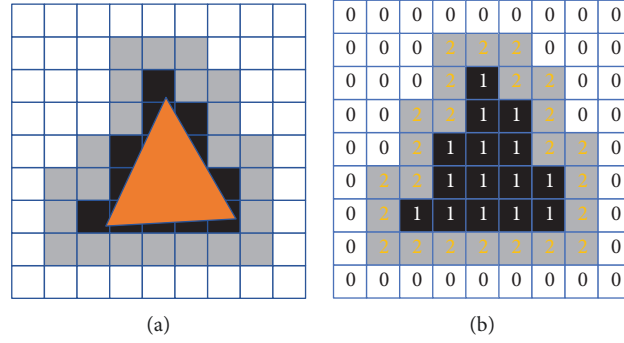 0 0 0 0 0 0 0 0 0
0 0 0 2 2 2 0 0 0
0 0 0 2 1 2 2 0 0
0 0 2 2 1 1 2 0 0
0 0 2 1 1 1 2 2 0
0 2 2 1 1 1 1 2 0
0 2 1 1 1 1 1 2 0
0 2 2 2 2 2 2 2 0
0 0 0 0 0 0 0 0 0
(a) (b)